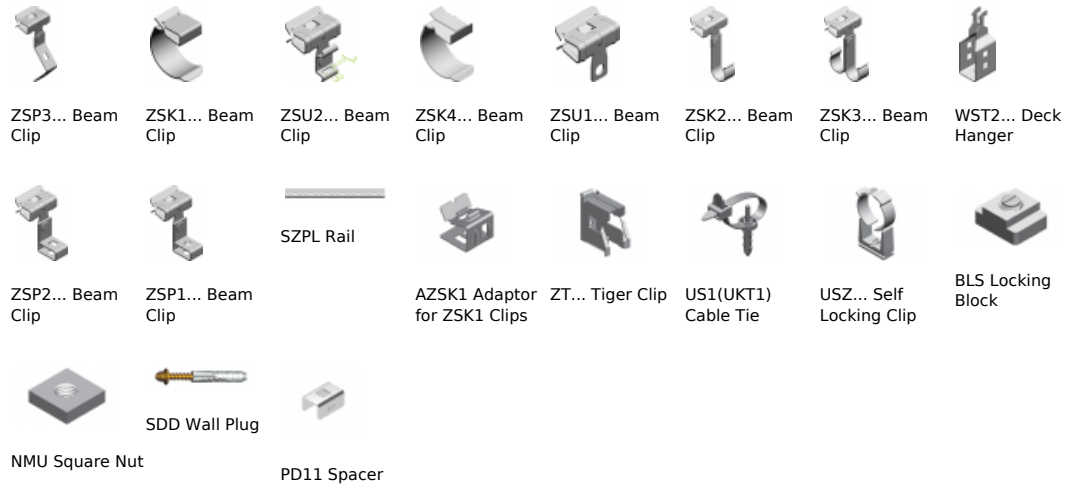 ZSP3... Beam Clip
ZSK1... Beam Clip
ZSU2... Beam Clip
ZSK4... Beam Clip
ZSU1... Beam Clip
ZSK2... Beam Clip
ZSK3... Beam Clip
WST2... Deck Hanger
ZSP2... Beam Clip
ZSP1... Beam Clip
SZPL Rail
AZSK1 Adaptor for ZSK1 Clips
ZT... Tiger Clip
US1(UKT1) Cable Tie
USZ... Self Locking Clip
BLS Locking Block
NMU Square Nut
SDD Wall Plug
PD11 Spacer